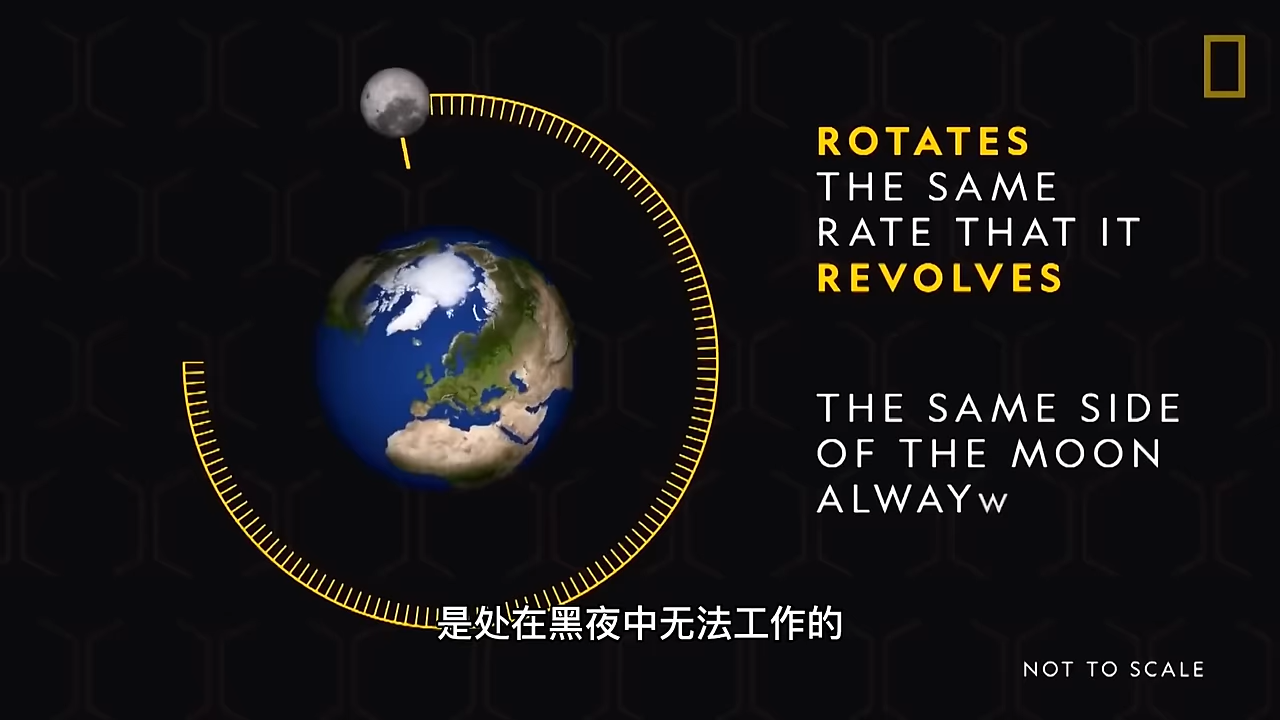 ROTATES
THE SAME
RATE THAT IT
REVOLVES
THE SAME SIDE
OF THE MOON
ALWAYW
是处在黑夜中无法工作的
NOT TO SCALE